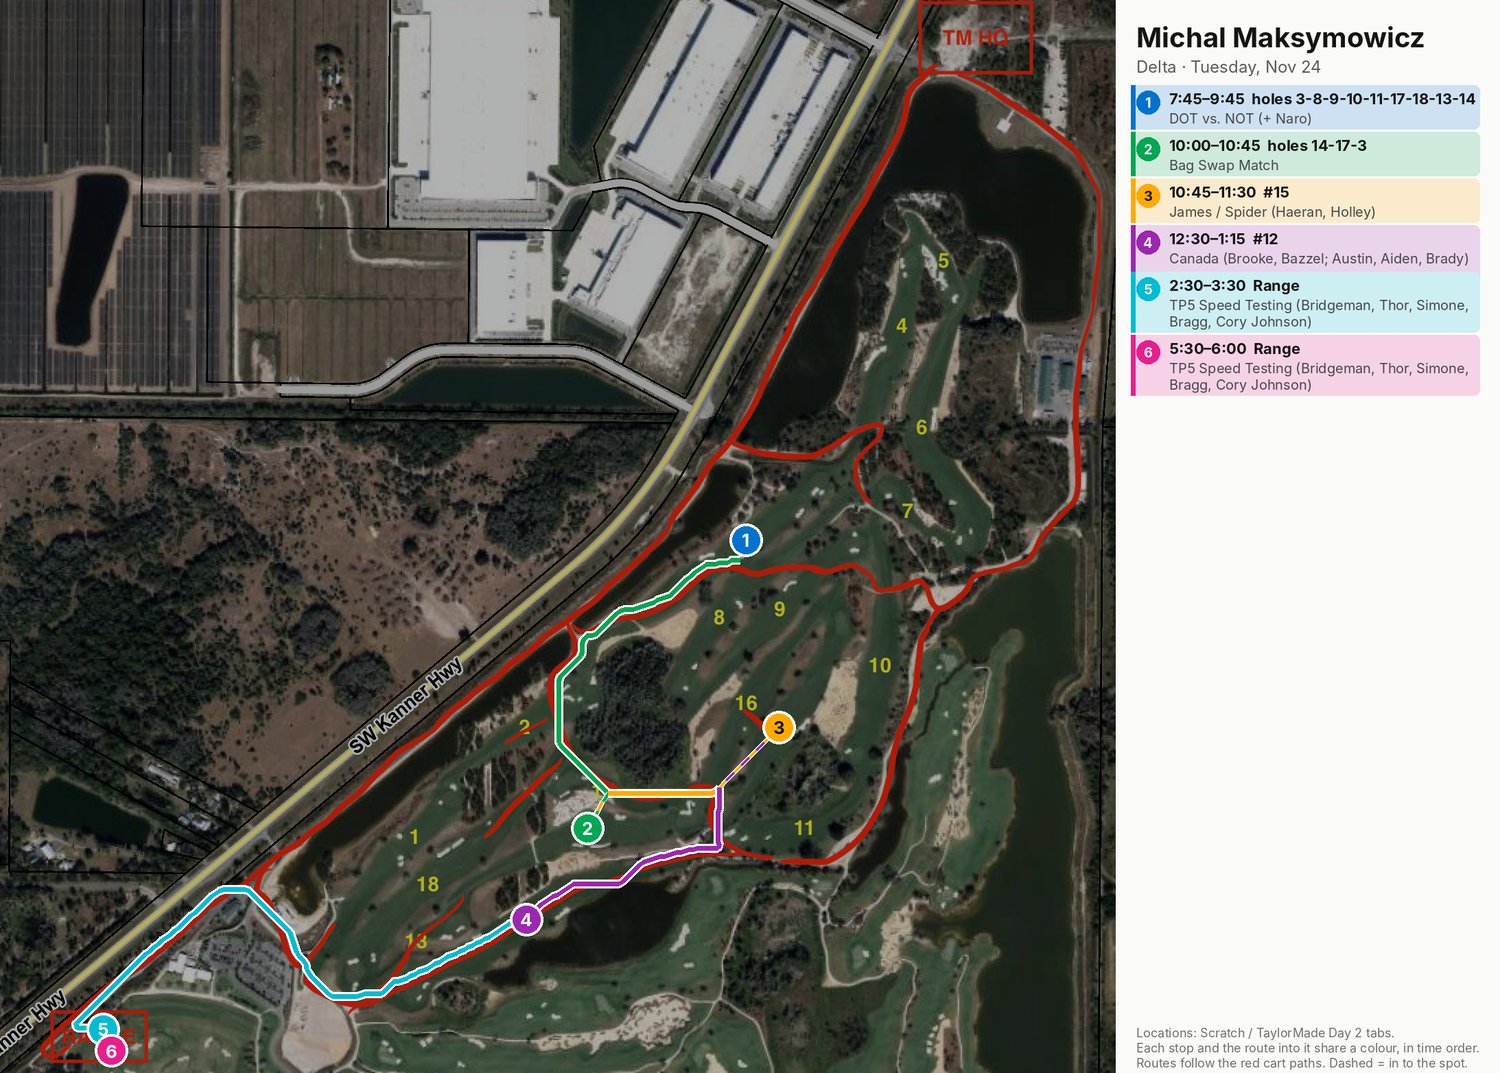 Michal Maksymowicz
Delta · Tuesday, Nov 24
1 7:45–9:45 holes 3-8-9-10-11-17-18-13-14
DOT vs. NOT (+ Naro)
2 10:00–10:45 holes 14-17-3
Bag Swap Match
3 10:45–11:30 #15
James / Spider (Haeran, Holley)
4 12:30–1:15 #12
Canada (Brooke, Bazzel; Austin, Aiden, Brady)
5 2:30–3:30 Range
TP5 Speed Testing (Bridgeman, Thor, Simone,
Bragg, Cory Johnson)
6 5:30–6:00 Range
TP5 Speed Testing (Bridgeman, Thor, Simone,
Bragg, Cory Johnson)
TM HQ
5
4
6
7
1
8
9
10
16
3
2
SW Kanner Hwy
2
11
1
18
4
13
5
6
Locations: Scratch / TaylorMade Day 2 tabs.
Each stop and the route into it share a colour, in time order.
Routes follow the red cart paths. Dashed = in to the spot.